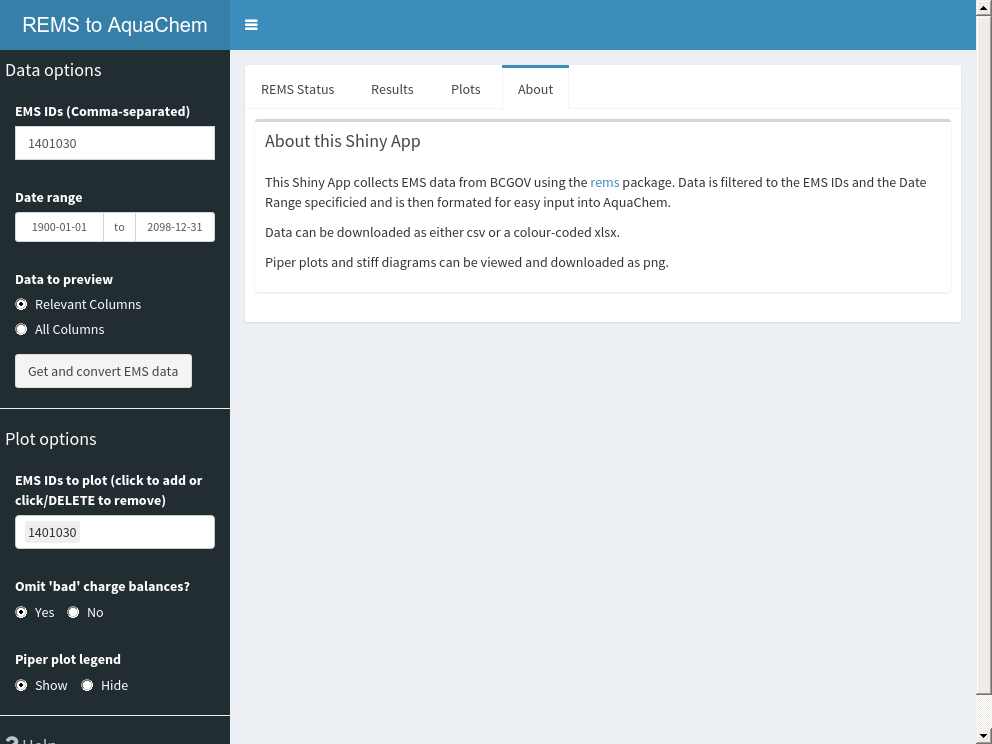 REMS to AquaChem
Data options
EMS IDs (Comma-separated)
1401030
Date range
1900-01-01 to 2098-12-31
Data to preview
Relevant Columns
All Columns
Get and convert EMS data
Plot options
EMS IDs to plot (click to add or
click/DELETE to remove)
1401030
Omit 'bad' charge balances?
Yes No
Piper plot legend
Show Hide
? Help
REMS Status Results Plots About
About this Shiny App
This Shiny App collects EMS data from BCGOV using the rems package. Data is filtered to the EMS IDs and the Date
Range specificied and is then formated for easy input into AquaChem.
Data can be downloaded as either csv or a colour-coded xlsx.
Piper plots and stiff diagrams can be viewed and downloaded as png.